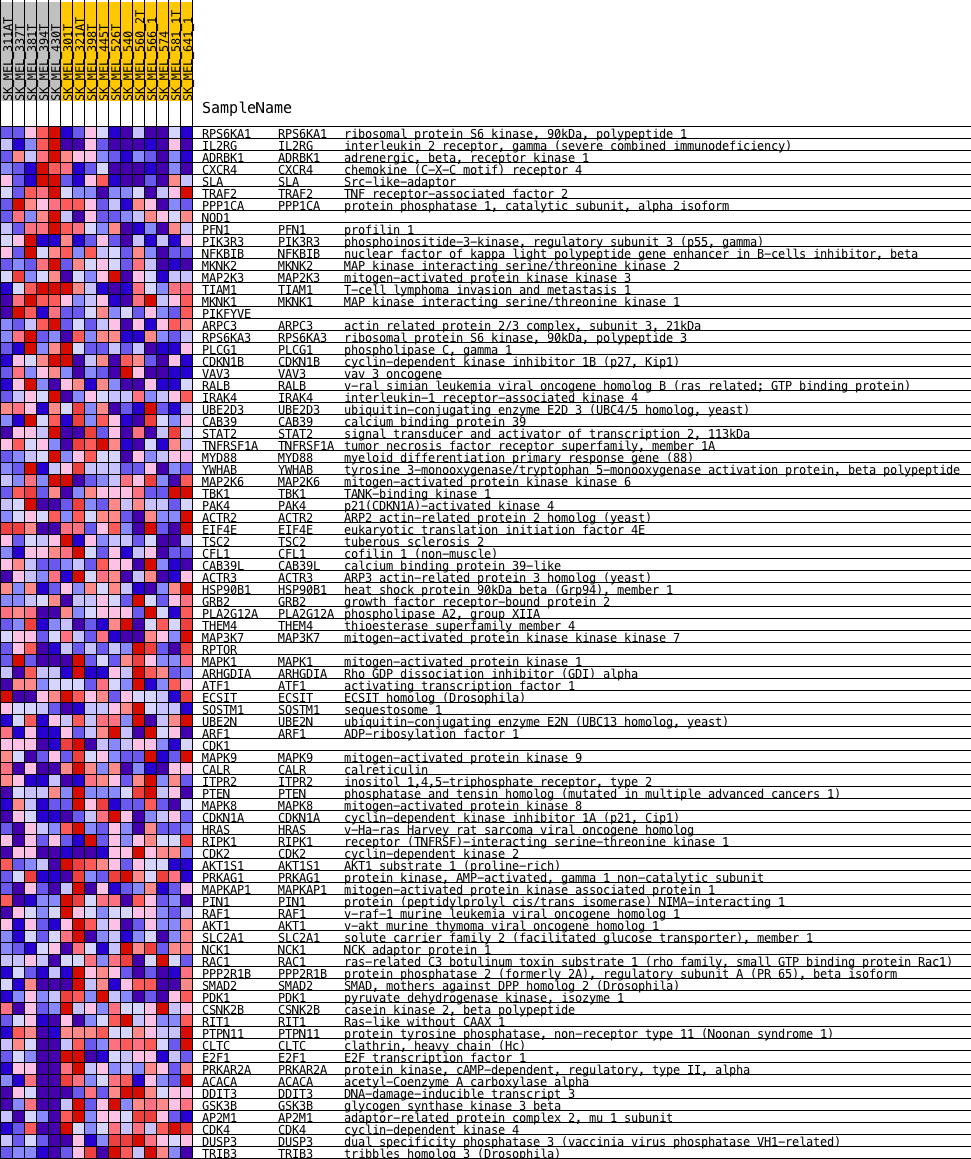 SK_MEL_311AT
SK_MEL_337T
SK_MEL_381T
SK_MEL_394T
SK_MEL_430T
SK_MEL_301T
SK_MEL_321AT
SK_MEL_398T
SK_MEL_445T
SK_MEL_526T
SK_MEL_540
SK_MEL_560_2T
SK_MEL_566_1
SK_MEL_574
SK_MEL_581_1T
SK_MEL_641_1
SampleName
RPS6KA1 RPS6KA1 ribosomal protein S6 kinase, 90kDa, polypeptide 1
IL2RG IL2RG interleukin 2 receptor, gamma (severe combined immunodeficiency)
ADRBK1 ADRBK1 adrenergic, beta, receptor kinase 1
CXCR4 CXCR4 chemokine (C-X-C motif) receptor 4
SLA SLA Src-like-adaptor
TRAF2 TRAF2 TNF receptor-associated factor 2
PPP1CA PPP1CA protein phosphatase 1, catalytic subunit, alpha isoform
NOD1
PFN1 PFN1 profilin 1
PIK3R3 PIK3R3 phosphoinositide-3-kinase, regulatory subunit 3 (p55, gamma)
NFKBIB NFKBIB nuclear factor of kappa light polypeptide gene enhancer in B-cells inhibitor, beta
MKNK2 MKNK2 MAP kinase interacting serine/threonine kinase 2
MAP2K3 MAP2K3 mitogen-activated protein kinase kinase 3
TIAM1 TIAM1 T-cell lymphoma invasion and metastasis 1
MKNK1 MKNK1 MAP kinase interacting serine/threonine kinase 1
PIKFYVE
ARPC3 ARPC3 actin related protein 2/3 complex, subunit 3, 21kDa
RPS6KA3 RPS6KA3 ribosomal protein S6 kinase, 90kDa, polypeptide 3
PLCG1 PLCG1 phospholipase C, gamma 1
CDKN1B CDKN1B cyclin-dependent kinase inhibitor 1B (p27, Kip1)
VAV3 VAV3 vav 3 oncogene
RALB RALB v-ral simian leukemia viral oncogene homolog B (ras related; GTP binding protein)
IRAK4 IRAK4 interleukin-1 receptor-associated kinase 4
UBE2D3 UBE2D3 ubiquitin-conjugating enzyme E2D 3 (UBC4/5 homolog, yeast)
CAB39 CAB39 calcium binding protein 39
STAT2 STAT2 signal transducer and activator of transcription 2, 113kDa
TNFRSF1A TNFRSF1A tumor necrosis factor receptor superfamily, member 1A
MYD88 MYD88 myeloid differentiation primary response gene (88)
YWHAB YWHAB tyrosine 3-monooxygenase/tryptophan 5-monooxygenase activation protein, beta polypeptide
MAP2K6 MAP2K6 mitogen-activated protein kinase kinase 6
TBK1 TBK1 TANK-binding kinase 1
PAK4 PAK4 p21(CDKN1A)-activated kinase 4
ACTR2 ACTR2 ARP2 actin-related protein 2 homolog (yeast)
EIF4E EIF4E eukaryotic translation initiation factor 4E
TSC2 TSC2 tuberous sclerosis 2
CFL1 CFL1 cofilin 1 (non-muscle)
CAB39L CAB39L calcium binding protein 39-like
ACTR3 ACTR3 ARP3 actin-related protein 3 homolog (yeast)
HSP90B1 HSP90B1 heat shock protein 90kDa beta (Grp94), member 1
GRB2 GRB2 growth factor receptor-bound protein 2
PLA2G12A PLA2G12A phospholipase A2, group XIIA
THEM4 THEM4 thioesterase superfamily member 4
MAP3K7 MAP3K7 mitogen-activated protein kinase kinase kinase 7
RPTOR
MAPK1 MAPK1 mitogen-activated protein kinase 1
ARHGDIA ARHGDIA Rho GDP dissociation inhibitor (GDI) alpha
ATF1 ATF1 activating transcription factor 1
ECSIT ECSIT ECSIT homolog (Drosophila)
SQSTM1 SQSTM1 sequestosome 1
UBE2N UBE2N ubiquitin-conjugating enzyme E2N (UBC13 homolog, yeast)
ARF1 ARF1 ADP-ribosylation factor 1
CDK1
MAPK9 MAPK9 mitogen-activated protein kinase 9
CALR CALR calreticulin
ITPR2 ITPR2 inositol 1,4,5-triphosphate receptor, type 2
PTEN PTEN phosphatase and tensin homolog (mutated in multiple advanced cancers 1)
MAPK8 MAPK8 mitogen-activated protein kinase 8
CDKN1A CDKN1A cyclin-dependent kinase inhibitor 1A (p21, Cip1)
HRAS HRAS v-Ha-ras Harvey rat sarcoma viral oncogene homolog
RIPK1 RIPK1 receptor (TNFRSF)-interacting serine-threonine kinase 1
CDK2 CDK2 cyclin-dependent kinase 2
AKT1S1 AKT1S1 AKT1 substrate 1 (proline-rich)
PRKAG1 PRKAG1 protein kinase, AMP-activated, gamma 1 non-catalytic subunit
MAPKAP1 MAPKAP1 mitogen-activated protein kinase associated protein 1
PIN1 PIN1 protein (peptidylprolyl cis/trans isomerase) NIMA-interacting 1
RAF1 RAF1 v-raf-1 murine leukemia viral oncogene homolog 1
AKT1 AKT1 v-akt murine thymoma viral oncogene homolog 1
SLC2A1 SLC2A1 solute carrier family 2 (facilitated glucose transporter), member 1
NCK1 NCK1 NCK adaptor protein 1
RAC1 RAC1 ras-related C3 botulinum toxin substrate 1 (rho family, small GTP binding protein Rac1)
PPP2R1B PPP2R1B protein phosphatase 2 (formerly 2A), regulatory subunit A (PR 65), beta isoform
SMAD2 SMAD2 SMAD, mothers against DPP homolog 2 (Drosophila)
PDK1 PDK1 pyruvate dehydrogenase kinase, isozyme 1
CSNK2B CSNK2B casein kinase 2, beta polypeptide
RIT1 RIT1 Ras-like without CAAX 1
PTPN11 PTPN11 protein tyrosine phosphatase, non-receptor type 11 (Noonan syndrome 1)
CLTC CLTC clathrin, heavy chain (Hc)
E2F1 E2F1 E2F transcription factor 1
PRKAR2A PRKAR2A protein kinase, cAMP-dependent, regulatory, type II, alpha
ACACA ACACA acetyl-Coenzyme A carboxylase alpha
DDIT3 DDIT3 DNA-damage-inducible transcript 3
GSK3B GSK3B glycogen synthase kinase 3 beta
AP2M1 AP2M1 adaptor-related protein complex 2, mu 1 subunit
CDK4 CDK4 cyclin-dependent kinase 4
DUSP3 DUSP3 dual specificity phosphatase 3 (vaccinia virus phosphatase VH1-related)
TRIB3 TRIB3 tribbles homolog 3 (Drosophila)